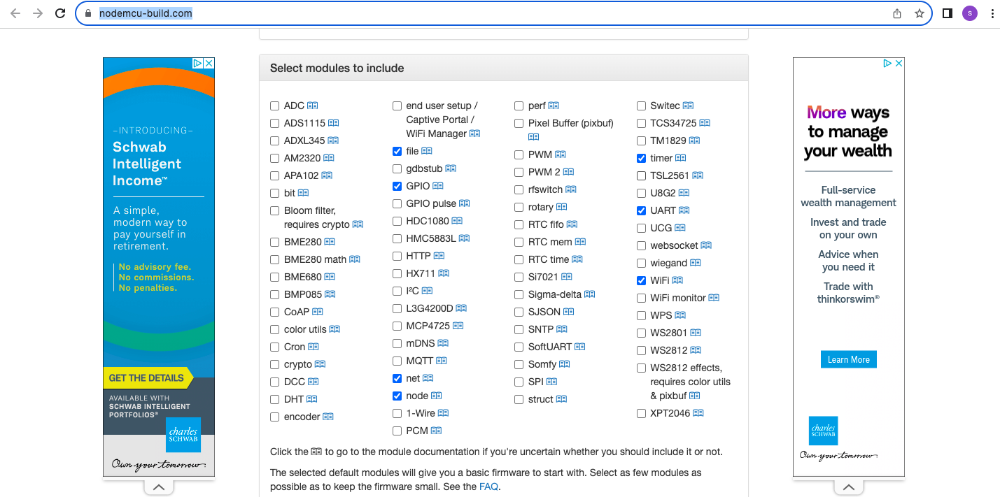 nodemcu-build.com
S
Select modules to include
ADC
ADS1115
ADXL345
AM2320
APA102
bit
Bloom filter,
requires crypto
BME280
BME280 math
BME680
BMP085
CoAP
color utils
Cron
crypto
DCC
DHT
encoder
end user setup /
Captive Portal /
WiFi Manager
file
gdbstub
GPIO
GPIO pulse
HDC1080
HMC5883L
HTTP
HX711
I²C
L3G4200D
MCP4725
mDNS
MQTT
net
node
1-Wire
PCM
perf
Pixel Buffer (pixbuf)
PWM
PWM 2
rfswitch
rotary
RTC fifo
RTC mem
RTC time
Si7021
Sigma-delta
SJSON
SNTP
SoftUART
Somfy
SPI
struct
Switec
TCS34725
TM1829
timer
TSL2561
U8G2
UART
UCG
websocket
wiegand
WiFi
WiFi monitor
WPS
WS2801
WS2812
WS2812 effects,
requires color utils
& pixbuf
XPT2046
Click the to go to the module documentation if you're uncertain whether you should include it or not.
The selected default modules will give you a basic firmware to start with. Select as few modules as
possible as to keep the firmware small. See the FAQ.
–INTRODUCING–
Schwab
Intelligent
Income™
A simple,
modern way to
pay yourself in
retirement.
No advisory fee.
No commissions.
No penalties.
GET THE DETAILS
AVAILABLE WITH
SCHWAB INTELLIGENT
PORTFOLIOS®
charles
SCHWAB
Own your tomorrow.
More ways
to manage
your wealth
Full-service
wealth management
Invest and trade
on your own
Advice when
you need it
Trade with
thinkorswim®
Learn More
charles
SCHWAB
Own your tomorrow.